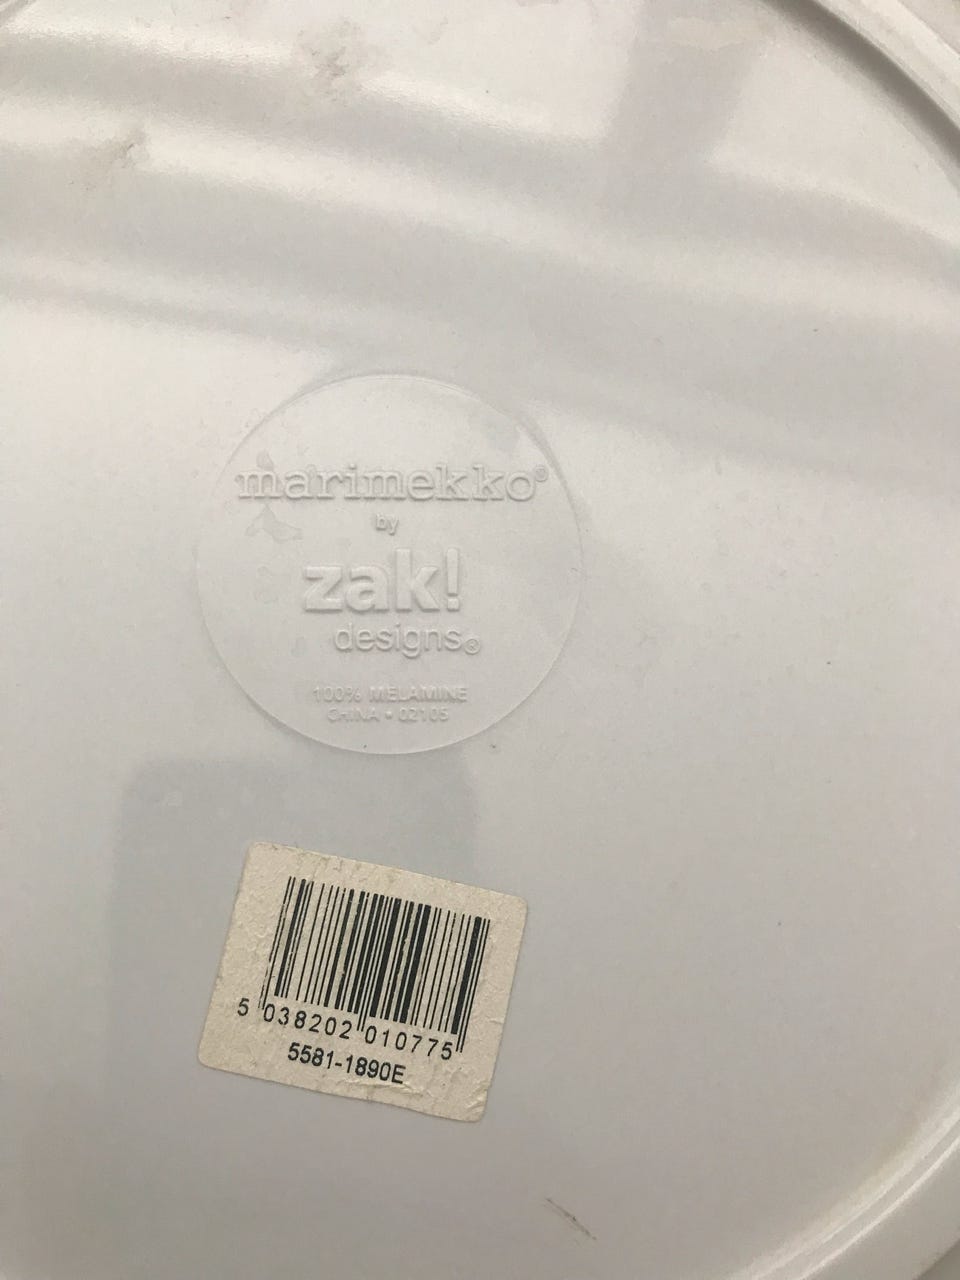 marimekko®
by
zak!
designs®
100% MELAMINE
CHINA • 02105
5 038202 010775
5581-1890E